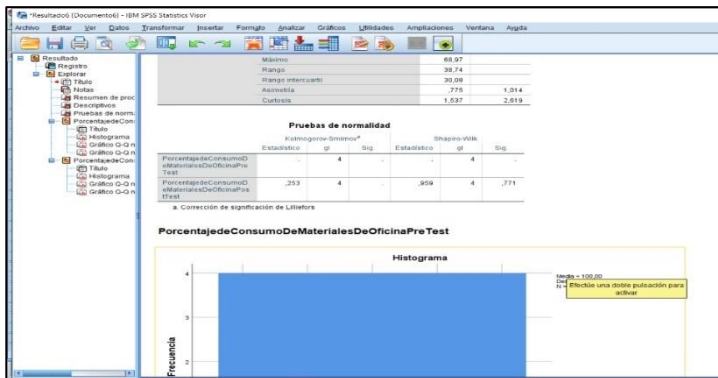 *Resultado6 (Documento6) - IBM SPSS Statistics Visor
Archivo Editar Ver Datos Transformar Insertar Formato Analizar Gráficos Utilidades Ampliaciones Ventana Ayuda
Resultado
Registro
Explorar
Título
Notas
Resumen de proc
Descriptivos
Pruebas de norm
PorcentajedeCon
Título
Histograma
Gráfico Q-Q n
Gráfico Q-Q n
PorcentajedeCon
Título
Histograma
Gráfico Q-Q n
Gráfico Q-Q n
Máximo 68,97
Rango 38,74
Rango intercuartil 30,08
Asimetría ,775 1,014
Curtosis 1,537 2,619
Pruebas de normalidad
Kolmogorov-Smirnovª Shapiro-Wilk
Estadístico gl Sig. Estadístico gl Sig.
PorcentajedeConsumoD
eMaterialesDeOficinaPre
Test . 4 . . 4 .
PorcentajedeConsumoD
eMaterialesDeOficinaPos
tTest ,253 4 . ,959 4 ,771
a. Corrección de significación de Lilliefors
PorcentajedeConsumoDeMaterialesDeOficinaPreTest
Histograma
Media = 100,00
N =
Efectúe una doble pulsación para
activar
4
3
2
Frecuencia